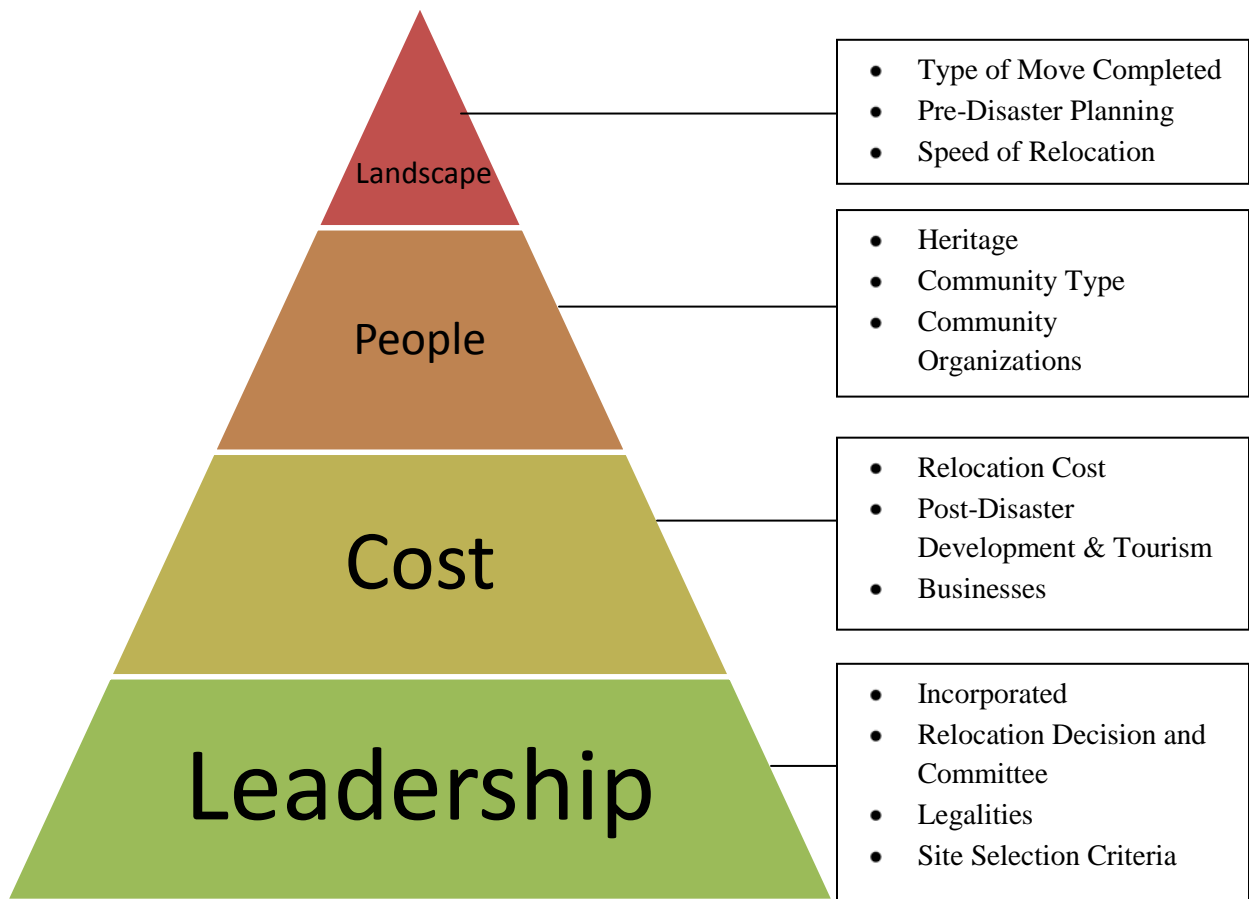 Landscape
• Type of Move Completed
• Pre-Disaster Planning
• Speed of Relocation
People
• Heritage
• Community Type
• Community
Organizations
Cost
• Relocation Cost
• Post-Disaster
Development & Tourism
• Businesses
Leadership
• Incorporated
• Relocation Decision and
Committee
• Legalities
• Site Selection Criteria